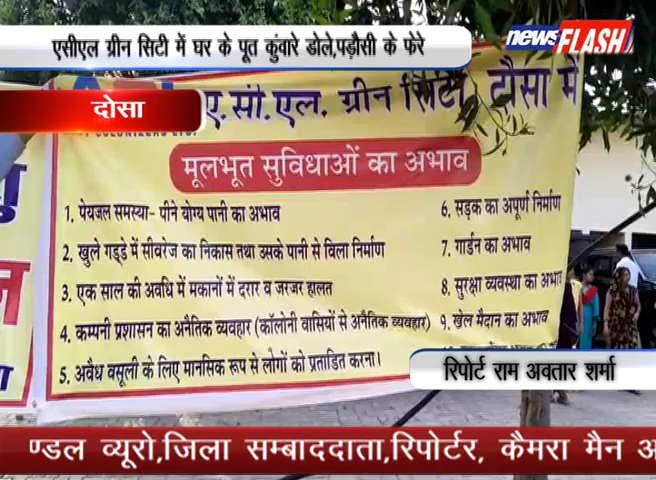 एसीएल ग्रीन सिटी में घर के पूत कुंवारे डोले,पड़ौसी के फेरे
news FLASH
दोसा
ए.सी.एल. ग्रीन सिटी, दौसा में
COLONIZERS LTD.
मूलभूत सुविधाओं का अभाव
1. पेयजल समस्या- पीने योग्य पानी का अभाव
2. खुले गड्डे में सीवरेज का निकास तथा उसके पानी से विला निर्माण
3. एक साल की अवधि में मकानों में दरार व जरजर हालत
4. कम्पनी प्रशासन का अनैतिक व्यवहार (कॉलोनी वासियों से अनैतिक व्यवहार)
5. अवैध वसूली के लिए मानसिक रूप से लोगों को प्रताडित करना।
6. सड़क का अपूर्ण निर्माण
7. गार्डन का अभाव
8. सुरक्षा व्यवस्था का अभाव
9. खेल मैदान का अभाव
रिपोर्ट राम अवतार शर्मा
ण्डल व्यूरो,जिला सम्बाददाता,रिपोर्टर, कैमरा मैन